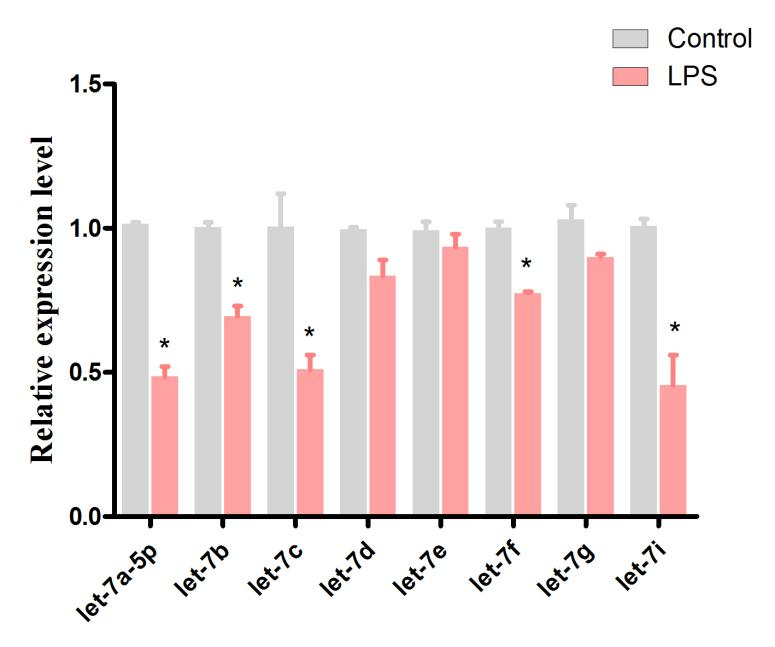 Control
LPS
Relative expression level
1.5
1.0
0.5
0.0
*
*
*
*
*
let-7a-5p
let-7b
let-7c
let-7d
let-7e
let-7f
let-7g
let-7i